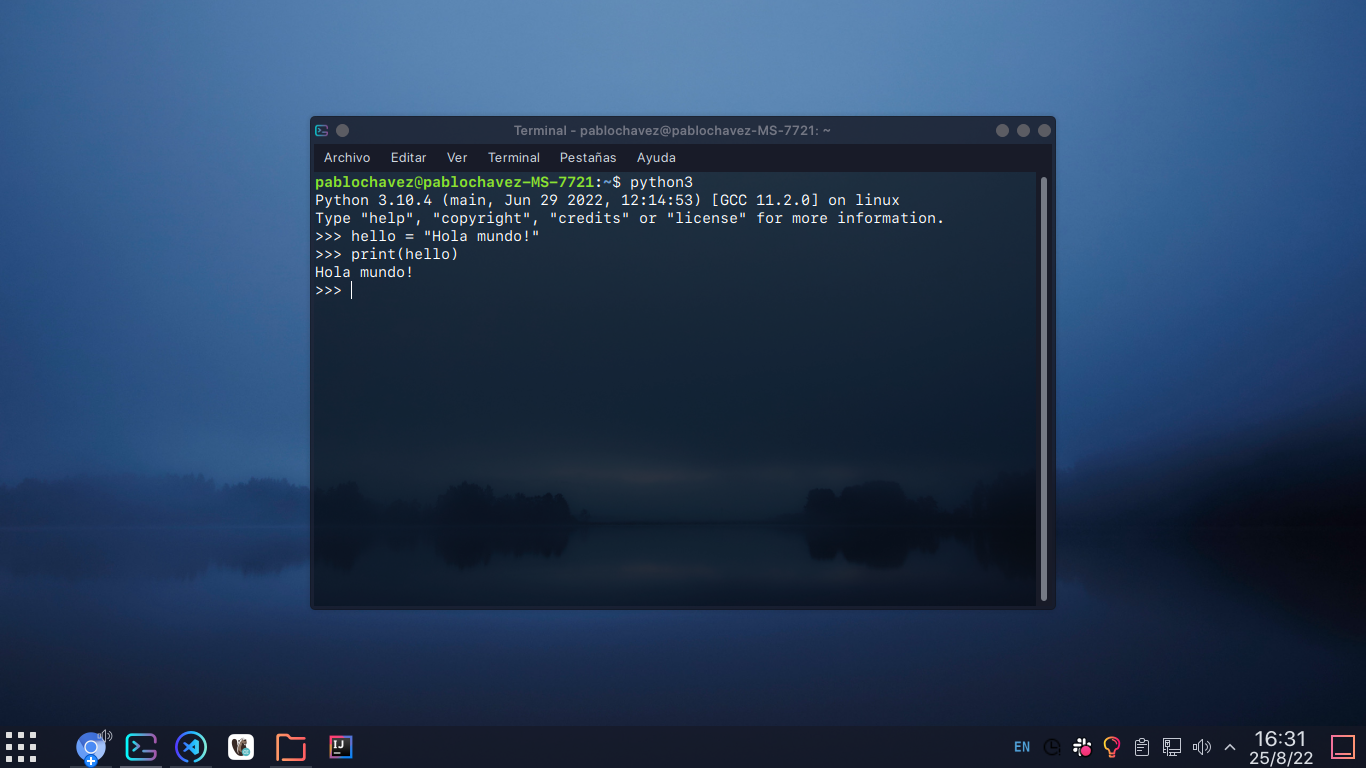 Terminal - pablochavez@pablochavez-MS-7721: ~
Archivo Editar Ver Terminal Pestañas Ayuda
pablochavez@pablochavez-MS-7721:~$ python3
Python 3.10.4 (main, Jun 29 2022, 12:14:53) [GCC 11.2.0] on linux
Type "help", "copyright", "credits" or "license" for more information.
>>> hello = "Hola mundo!"
>>> print(hello)
Hola mundo!
>>>
IJ
EN
16:31
25/8/22